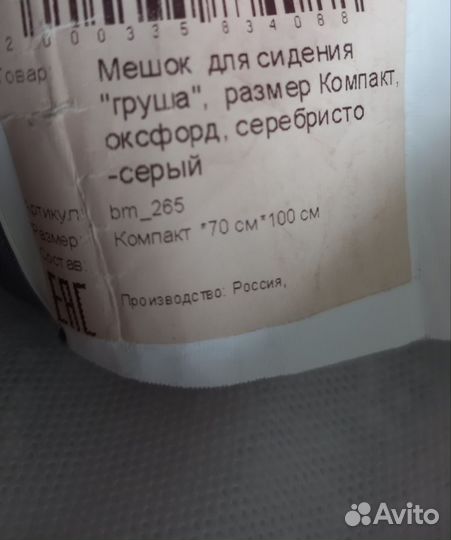 2 000335 834088
Товар: Мешок для сидения
"груша", размер Компакт,
оксфорд, серебристо
-серый
Артикул: bm_265
Размер: Компакт *70 см*100 см
Состав:
Производство: Россия,
EAC
Avito